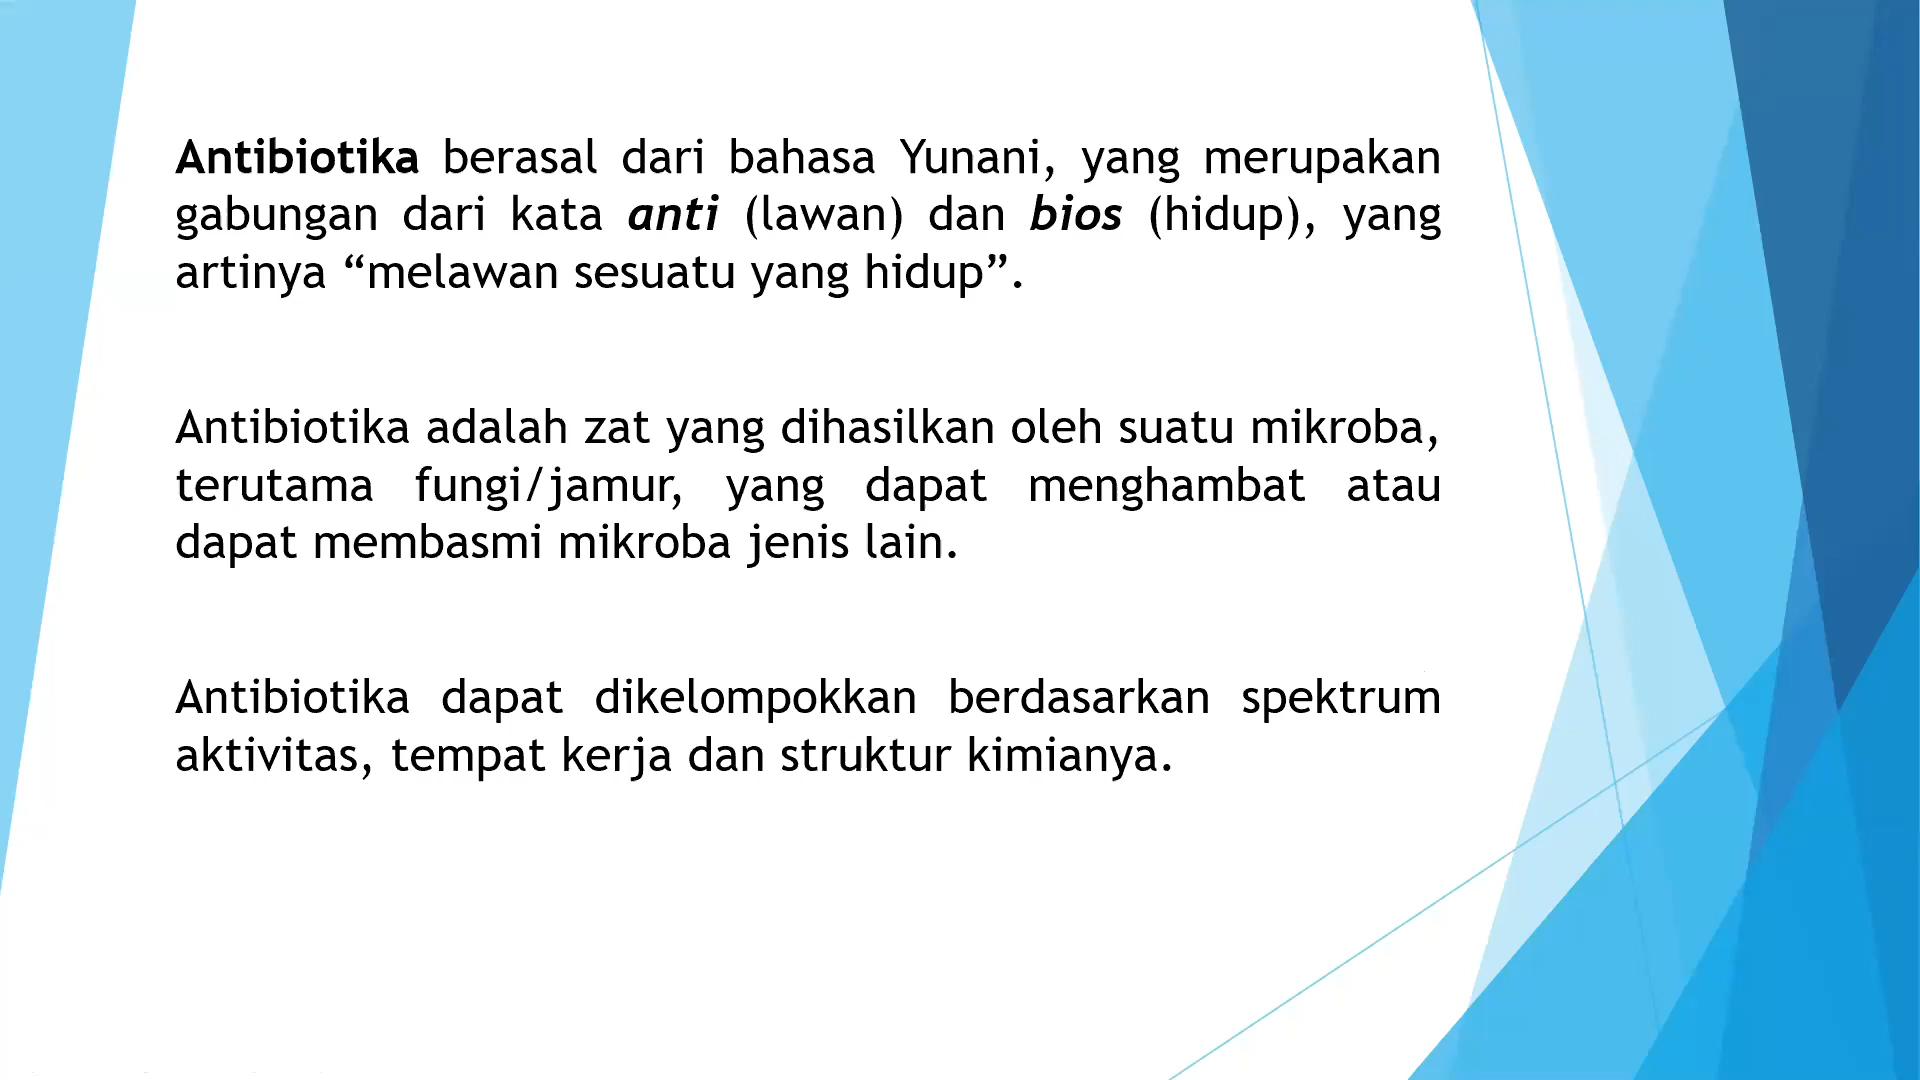 Antibiotika berasal dari bahasa Yunani, yang merupakan
gabungan dari kata anti (lawan) dan bios (hidup), yang
artinya “melawan sesuatu yang hidup”.
Antibiotika adalah zat yang dihasilkan oleh suatu mikroba,
terutama fungi/jamur, yang dapat menghambat atau
dapat membasmi mikroba jenis lain.
Antibiotika dapat dikelompokkan berdasarkan spektrum
aktivitas, tempat kerja dan struktur kimianya.